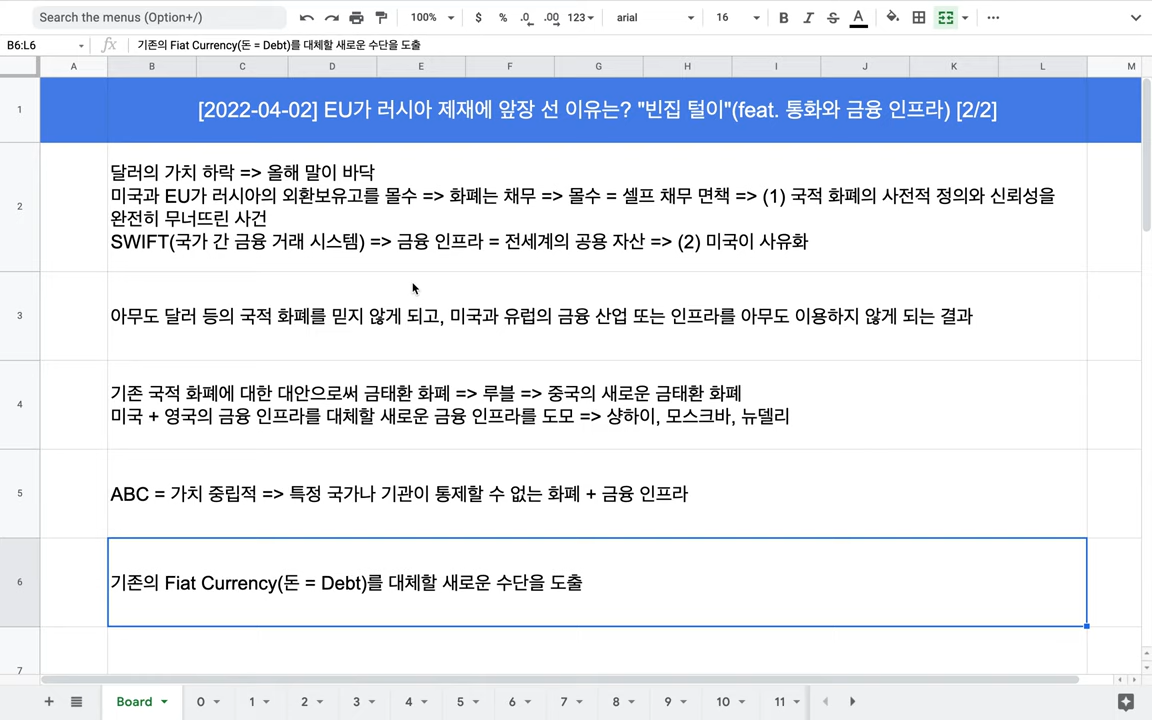 Search the menus (Option+/)
100%
$ % .0 .00 123
arial
16
B I S A
B6:L6
fx
기존의 Fiat Currency(돈 = Debt)를 대체할 새로운 수단을 도출
A B C D E F G H I J K L M
1
[2022-04-02] EU가 러시아 제재에 앞장 선 이유는? "빈집 털이"(feat. 통화와 금융 인프라) [2/2]
2
달러의 가치 하락 => 올해 말이 바닥
미국과 EU가 러시아의 외환보유고를 몰수 => 화폐는 채무 => 몰수 = 셀프 채무 면책 => (1) 국적 화폐의 사전적 정의와 신뢰성을
완전히 무너뜨린 사건
SWIFT(국가 간 금융 거래 시스템) => 금융 인프라 = 전세계의 공용 자산 => (2) 미국이 사유화
3
아무도 달러 등의 국적 화폐를 믿지 않게 되고, 미국과 유럽의 금융 산업 또는 인프라를 아무도 이용하지 않게 되는 결과
4
기존 국적 화폐에 대한 대안으로써 금태환 화폐 => 루블 => 중국의 새로운 금태환 화폐
미국 + 영국의 금융 인프라를 대체할 새로운 금융 인프라를 도모 => 샹하이, 모스크바, 뉴델리
5
ABC = 가치 중립적 => 특정 국가나 기관이 통제할 수 없는 화폐 + 금융 인프라
6
기존의 Fiat Currency(돈 = Debt)를 대체할 새로운 수단을 도출
7
Board 0 1 2 3 4 5 6 7 8 9 10 11